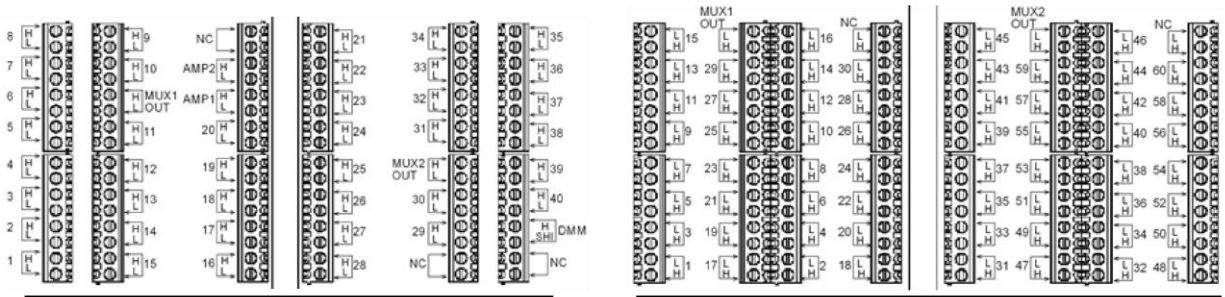 8 H L H L 9 NC H L 21 34 H L H L 35
7 H L H L 10 AMP2 H L H L 22 33 H L H L 36
6 H L H L MUX1 OUT AMP1 H L H L 23 32 H L H L 37
5 H L H L 11 20 H L H L 24 31 H L H L 38
4 H L H L 12 19 H L H L 25 MUX2 OUT H L H L 39
3 H L H L 13 18 H L H L 26 30 H L H L 40
2 H L H L 14 17 H L H L 27 29 H L H SHI DMM
1 H L H L 15 16 H L H L 28 NC NC
MUX1 OUT NC MUX2 OUT NC
L H 15 L H L H 16 L H L H 45 L H L H 46 L H
L H 13 29 L H L H 14 30 L H L H 43 59 L H L H 44 60 L H
L H 11 27 L H L H 12 28 L H L H 41 57 L H L H 42 58 L H
L H 9 25 L H L H 10 26 L H L H 39 55 L H L H 40 56 L H
L H 7 23 L H L H 8 24 L H L H 37 53 L H L H 38 54 L H
L H 5 21 L H L H 6 22 L H L H 35 51 L H L H 36 52 L H
L H 3 19 L H L H 4 20 L H L H 33 49 L H L H 34 50 L H
L H 1 17 L H L H 2 18 L H L H 31 47 L H L H 32 48 L H